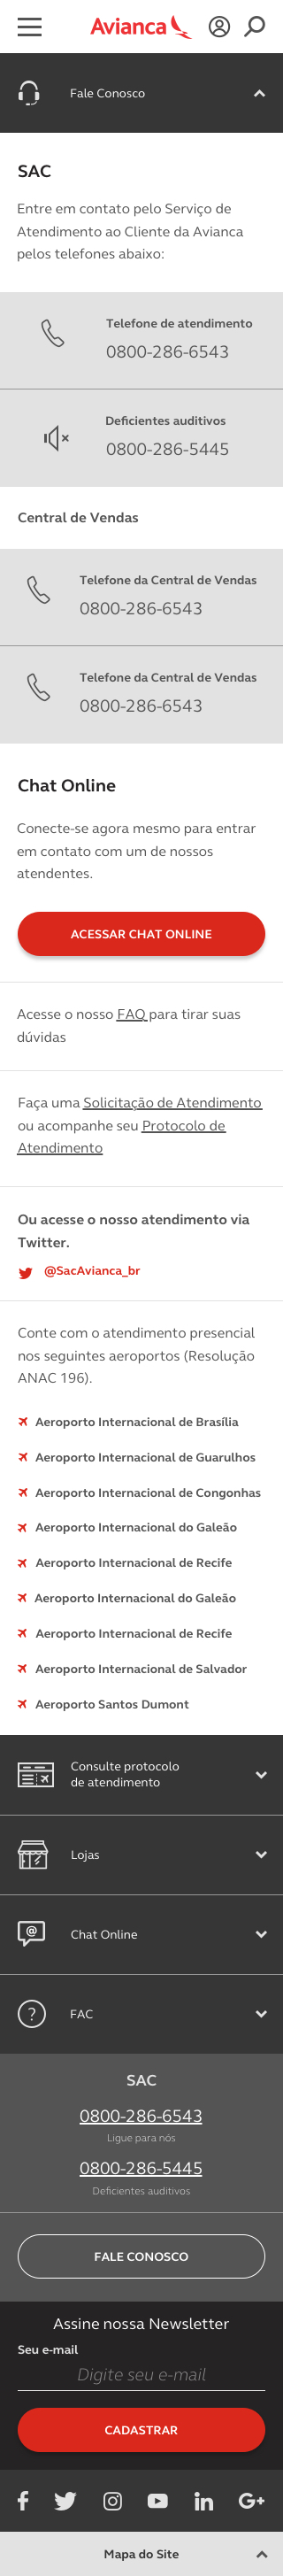 Avianca
Fale Conosco
SAC
Entre em contato pelo Serviço de
Atendimento ao Cliente da Avianca
pelos telefones abaixo:
Telefone de atendimento
0800-286-6543
Deficientes auditivos
0800-286-5445
Central de Vendas
Telefone da Central de Vendas
0800-286-6543
Telefone da Central de Vendas
0800-286-6543
Chat Online
Conecte-se agora mesmo para entrar
em contato com um de nossos
atendentes.
ACESSAR CHAT ONLINE
Acesse o nosso FAQ para tirar suas
dúvidas
Faça uma Solicitação de Atendimento
ou acompanhe seu Protocolo de
Atendimento
Ou acesse o nosso atendimento via
Twitter.
@SacAvianca_br
Conte com o atendimento presencial
nos seguintes aeroportos (Resolução
ANAC 196).
Aeroporto Internacional de Brasília
Aeroporto Internacional de Guarulhos
Aeroporto Internacional de Congonhas
Aeroporto Internacional do Galeão
Aeroporto Internacional de Recife
Aeroporto Internacional do Galeão
Aeroporto Internacional de Recife
Aeroporto Internacional de Salvador
Aeroporto Santos Dumont
Consulte protocolo
de atendimento
Lojas
@
Chat Online
?
FAC
SAC
0800-286-6543
Ligue para nós
0800-286-5445
Deficientes auditivos
FALE CONOSCO
Assine nossa Newsletter
Seu e-mail
Digite seu e-mail
CADASTRAR
f
in
G+
Mapa do Site